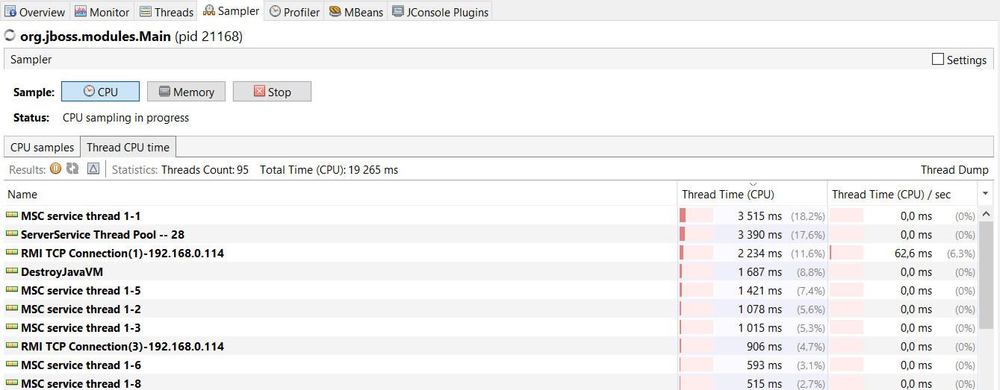 Overview Monitor Threads Sampler Profiler MBeans JConsole Plugins
org.jboss.modules.Main (pid 21168)
Sampler Settings
Sample: CPU Memory Stop
Status: CPU sampling in progress
CPU samples Thread CPU time
Results: Statistics: Threads Count: 95 Total Time (CPU): 19 265 ms Thread Dump
Name Thread Time (CPU) Thread Time (CPU) / sec
MSC service thread 1-1 3 515 ms (18,2%) 0,0 ms (0%)
ServerService Thread Pool -- 28 3 390 ms (17,6%) 0,0 ms (0%)
RMI TCP Connection(1)-192.168.0.114 2 234 ms (11,6%) 62,6 ms (6,3%)
DestroyJavaVM 1 687 ms (8,8%) 0,0 ms (0%)
MSC service thread 1-5 1 421 ms (7,4%) 0,0 ms (0%)
MSC service thread 1-2 1 078 ms (5,6%) 0,0 ms (0%)
MSC service thread 1-3 1 015 ms (5,3%) 0,0 ms (0%)
RMI TCP Connection(3)-192.168.0.114 906 ms (4,7%) 0,0 ms (0%)
MSC service thread 1-6 593 ms (3,1%) 0,0 ms (0%)
MSC service thread 1-8 515 ms (2,7%) 0,0 ms (0%)